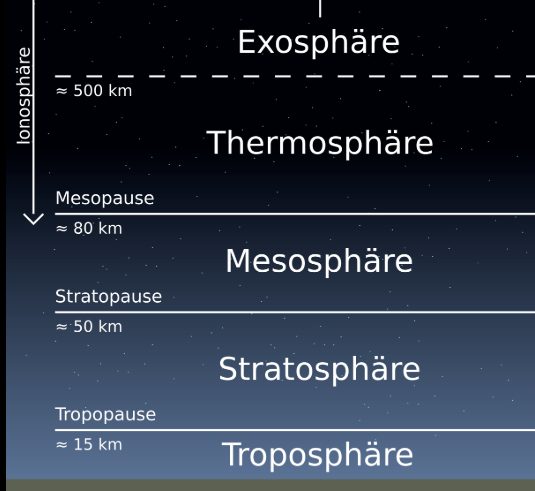 Exosphäre
≈ 500 km
Ionosphäre
Thermosphäre
Mesopause
≈ 80 km
Mesosphäre
Stratopause
≈ 50 km
Stratosphäre
Tropopause
≈ 15 km
Troposphäre